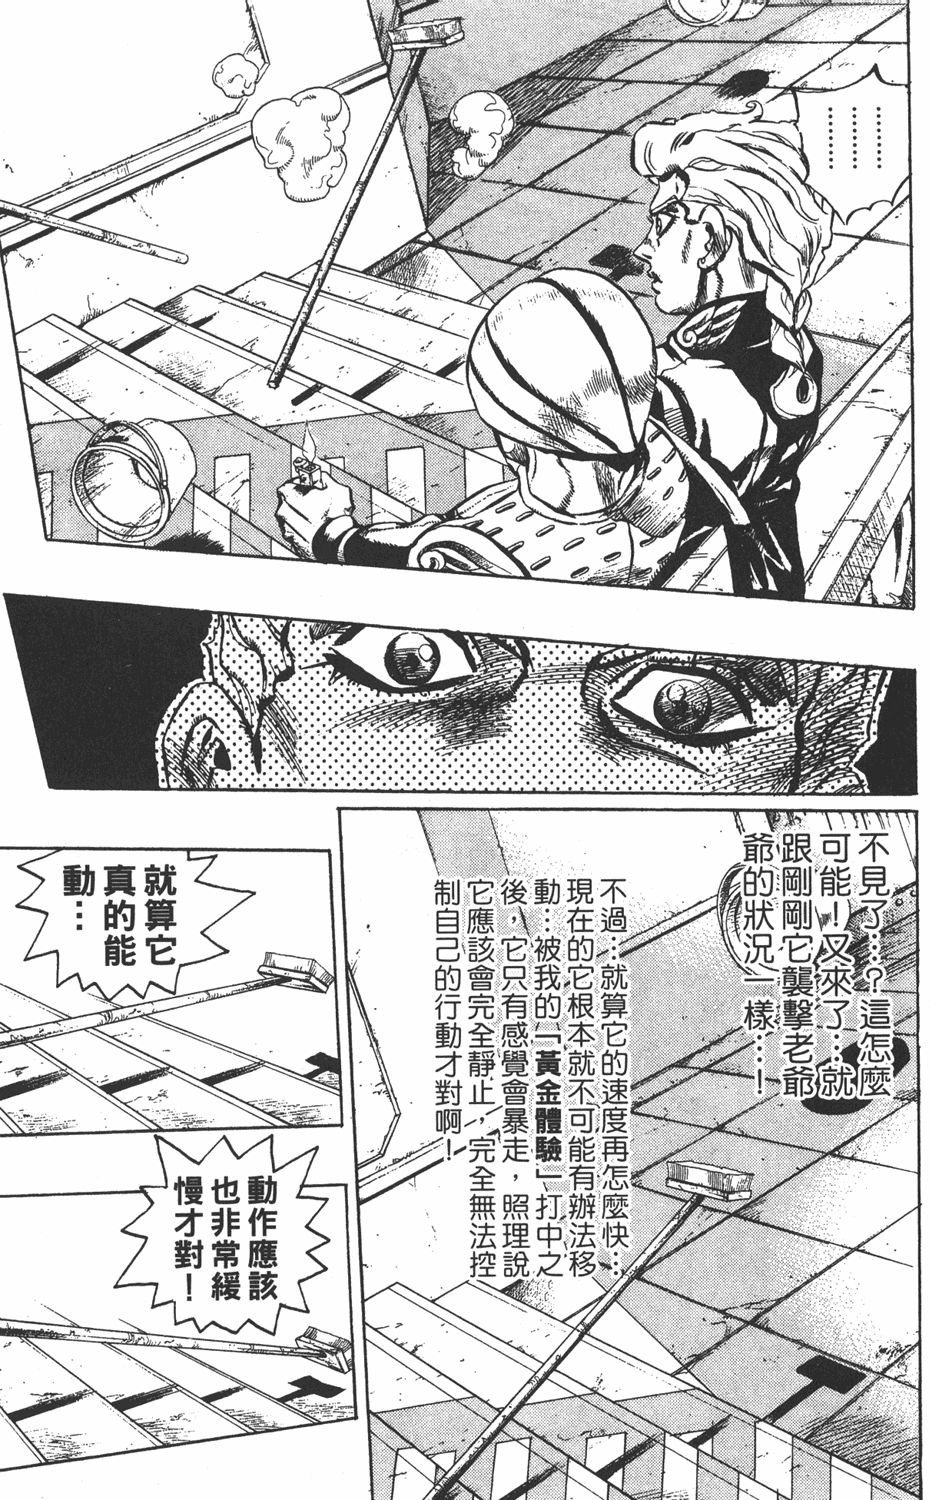 ………
………
不見了…？這怎麼
可能！又來了…就
跟剛剛它襲擊老爺
爺的狀況一樣…！
不過…就算它的速度再怎麼快…
現在的它根本就不可能有辦法移
動…被我的「黃金體驗」打中之
後，它只有感覺會暴走，照理說
它應該會完全靜止，完全無法控
制自己的行動才對啊！
就算它
真的能
動…
動作應該
也非常緩
慢才對！